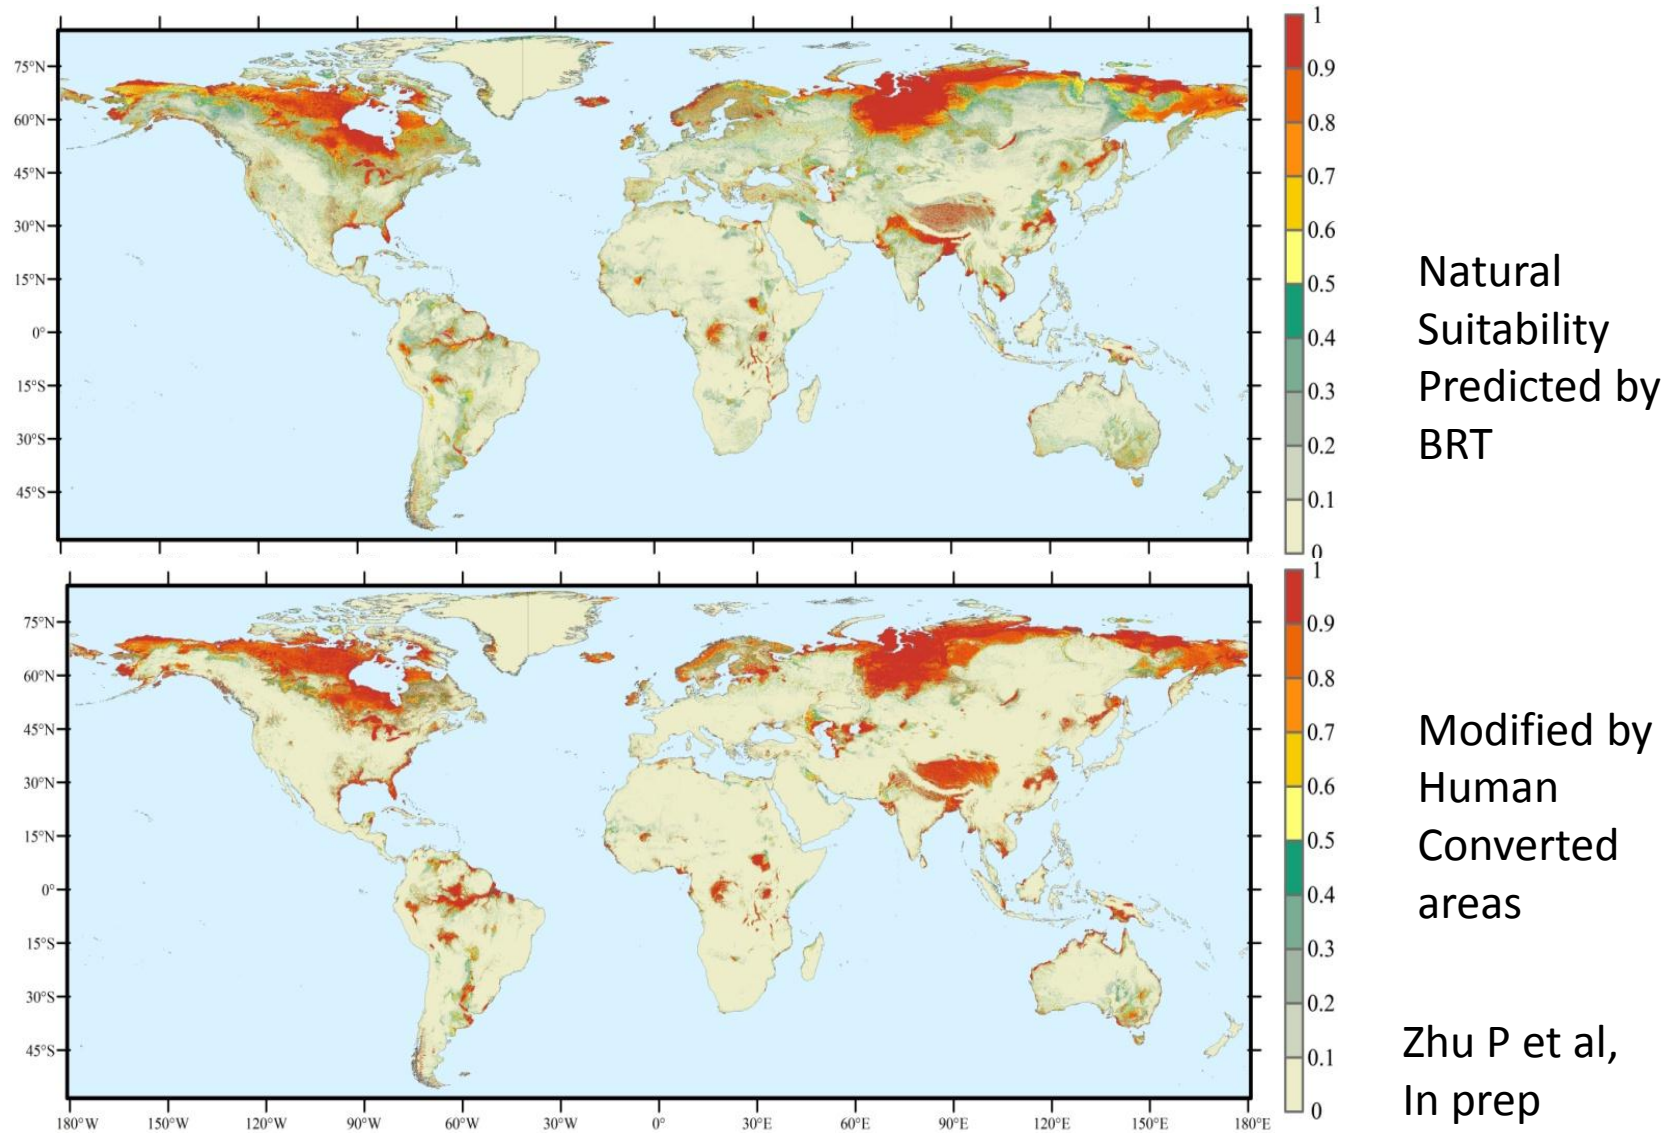 1
0.9
0.8
0.7
0.6
0.5
0.4
0.3
0.2
0.1
0
75°N
60°N
45°N
30°N
15°N
0°
15°S
30°S
45°S
Natural
Suitability
Predicted by
BRT
1
0.9
0.8
0.7
0.6
0.5
0.4
0.3
0.2
0.1
0
75°N
60°N
45°N
30°N
15°N
0°
15°S
30°S
45°S
180°W 150°W 120°W 90°W 60°W 30°W 0° 30°E 60°E 90°E 120°E 150°E 180°E
Modified by
Human
Converted
areas
Zhu P et al,
In prep